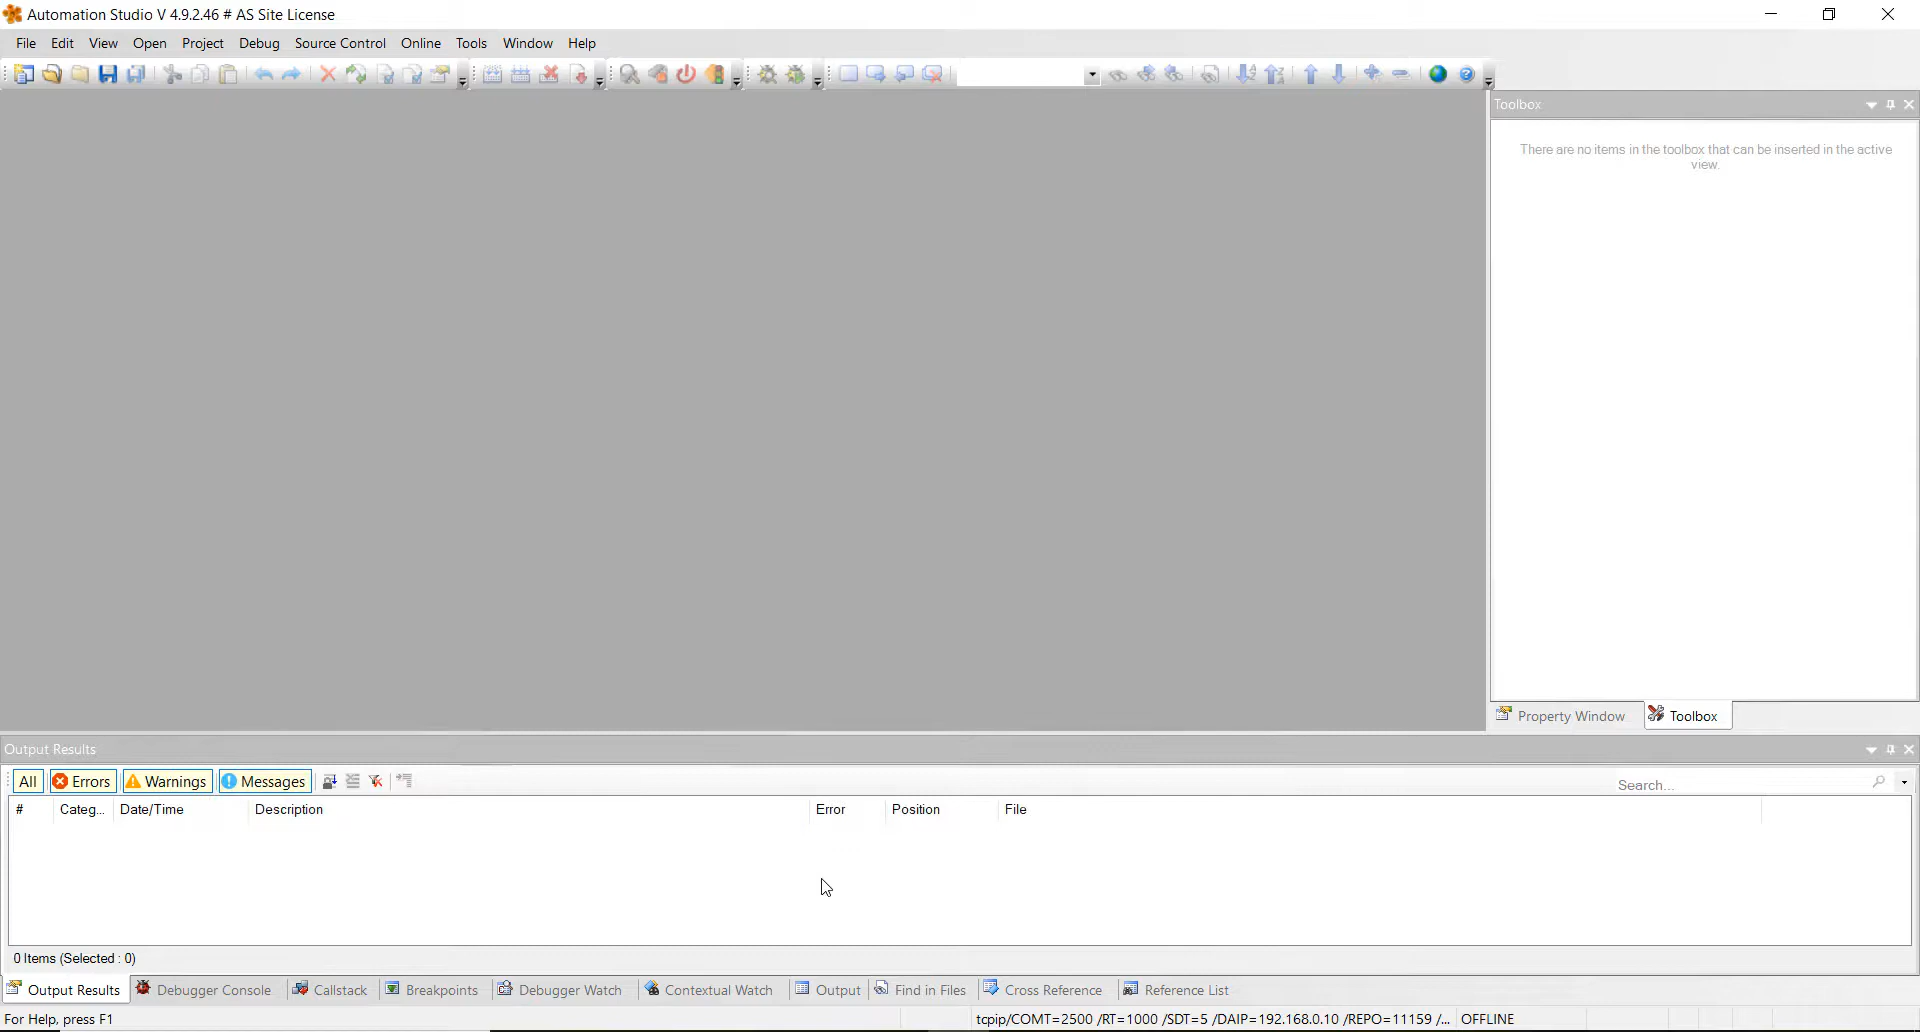 Automation Studio V 4.9.2.46 # AS Site License
File Edit View Open Project Debug Source Control Online Tools Window Help
Toolbox
There are no items in the toolbox that can be inserted in the active
view.
Property Window Toolbox
Output Results
All Errors Warnings Messages Search...
# Categ... Date/Time Description Error Position File
0 Items (Selected : 0)
Output Results Debugger Console Callstack Breakpoints Debugger Watch Contextual Watch Output Find in Files Cross Reference Reference List
For Help, press F1 tcpip/COMT=2500 /RT=1000 /SDT=5 /DAIP=192.168.0.10 /REPO=11159 /... OFFLINE